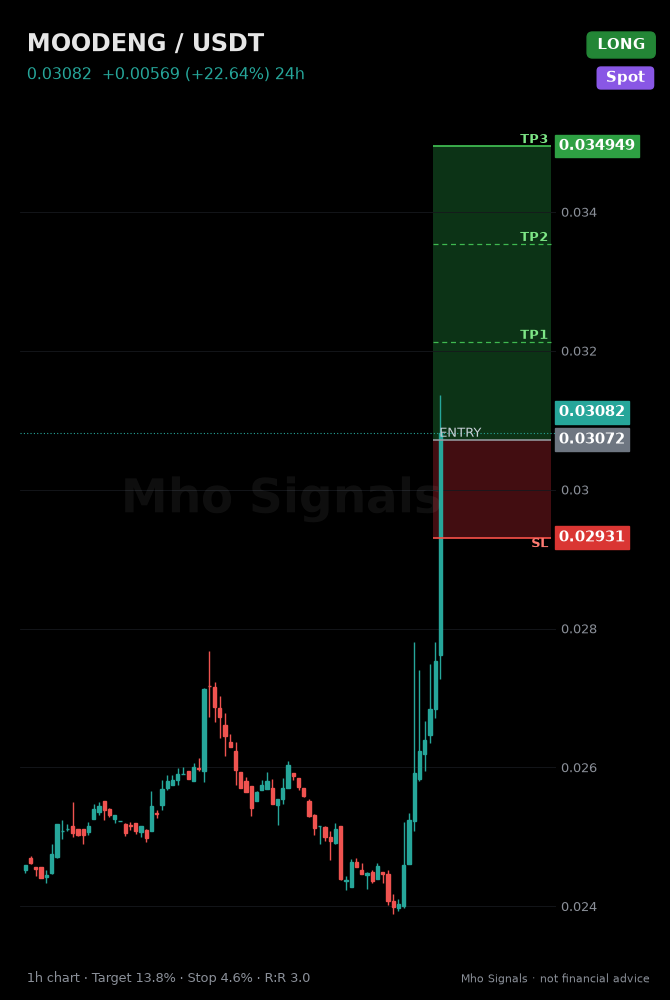 MOODENG / USDT
LONG
0.03082 +0.00569 (+22.64%) 24h
Spot
TP3
0.034949
0.034
TP2
TP1
0.032
0.03082
ENTRY
0.03072
Mho Signals
0.03
0.02931
SL
0.028
0.026
0.024
1h chart · Target 13.8% · Stop 4.6% · R:R 3.0
Mho Signals · not financial advice